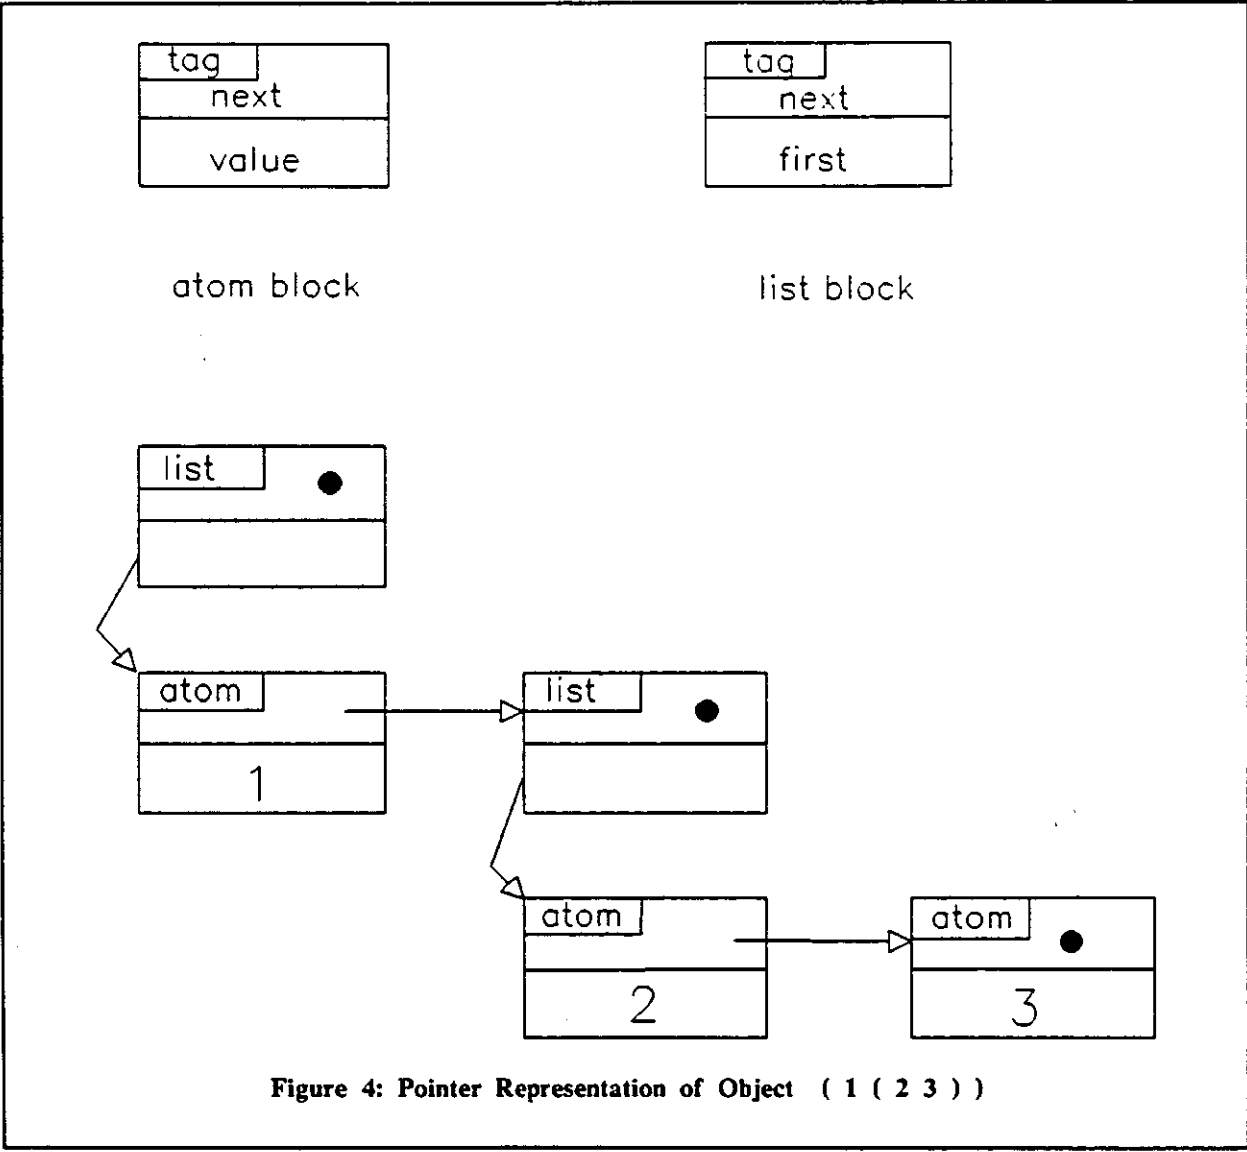 tag tag
next next
value first
atom block list block
list
atom list
1
atom atom
2 3
Figure 4: Pointer Representation of Object ( 1 ( 2 3 ) )